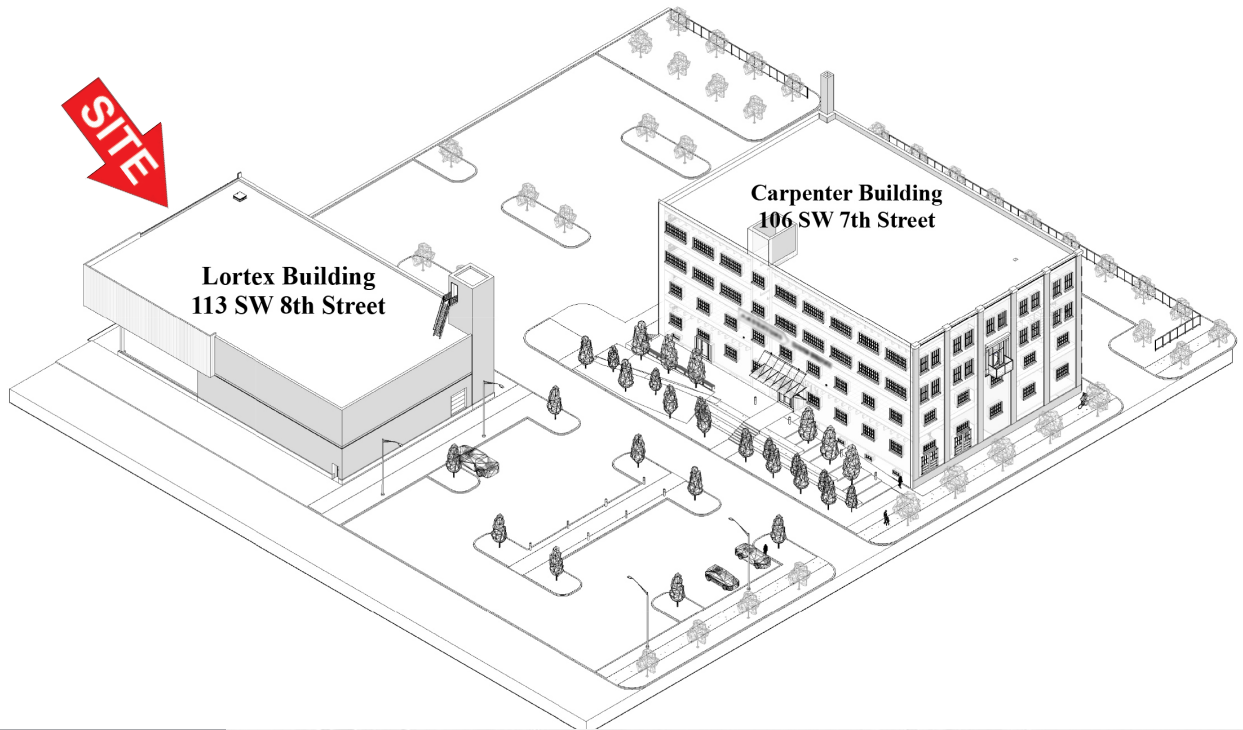 SITE
Carpenter Building
106 SW 7th Street
Lortex Building
113 SW 8th Street